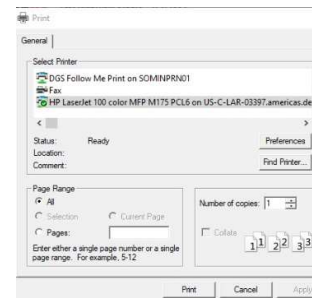 Print
General
Select Printer
DGS Follow Me Print on SOMINPRN01
Fax
HP LaserJet 100 color MFP M175 PCL6 on US-C-LAR-03397.americas.de
Status: Ready
Preferences
Location:
Comment:
Find Printer...
Page Range
All
Selection Current Page
Pages:
Enter either a single page number or a single
page range. For example, 5-12
Number of copies: 1
Collate
1 1 2 2 3 3
Print Cancel Apply